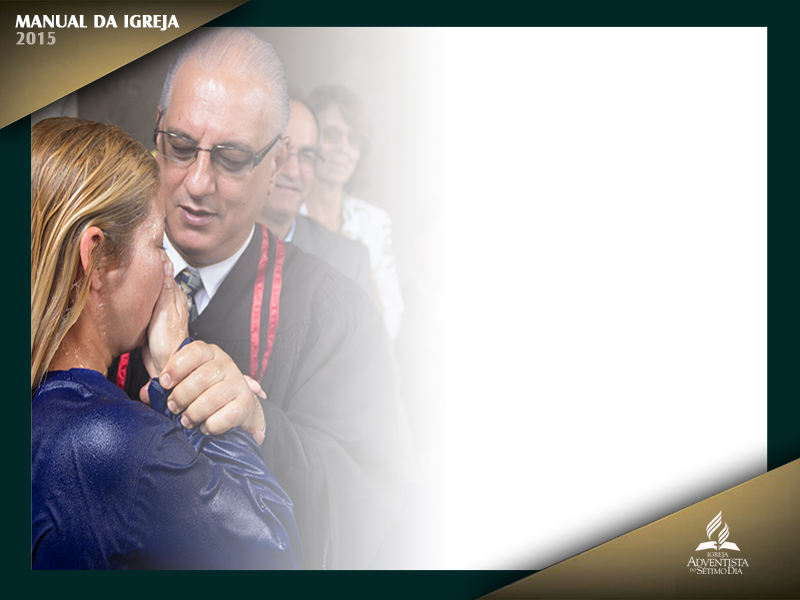 MANUAL DA IGREJA
2015
IGREJA
ADVENTISTA
DO SÉTIMO DIA